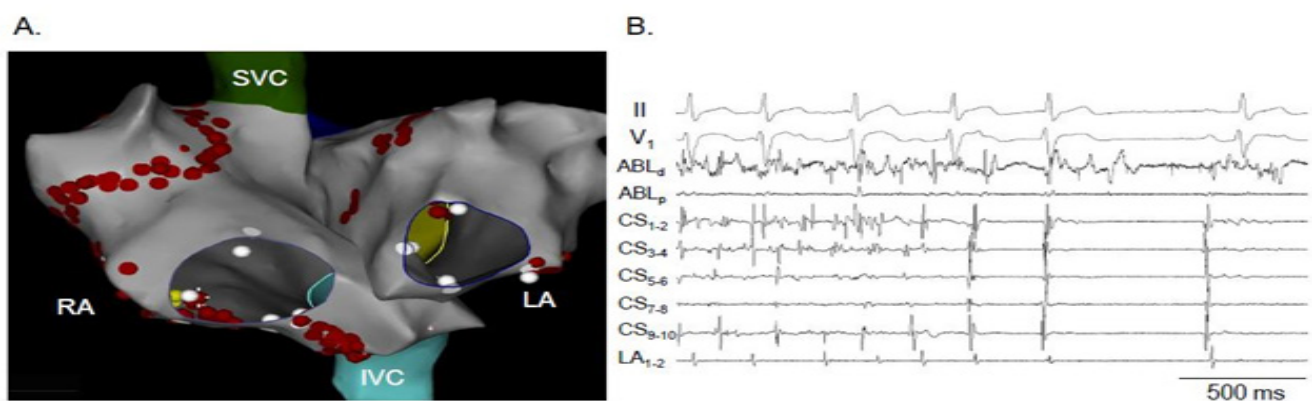 A.
SVC
RA
LA
IVC
B.
II
V1
ABLd
ABLp
CS1-2
CS3-4
CS5-6
CS7-8
CS9-10
LA1-2
500 ms